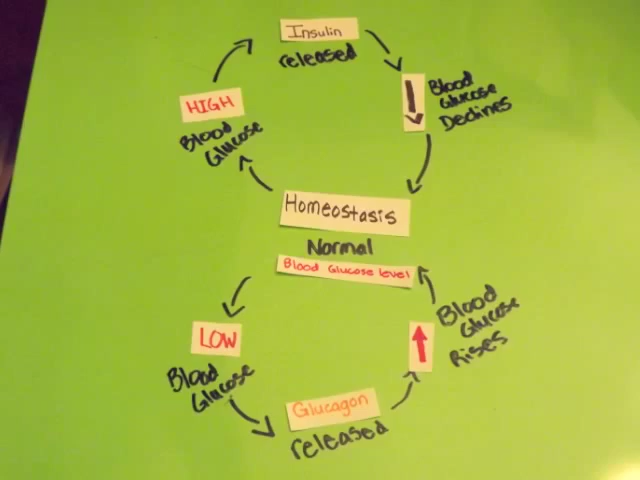 Insulin
released
HIGH
Blood
Glucose
Blood
Glucose
Declines
Homeostasis
Normal
Blood Glucose level
LOW
Blood
Glucose
Glucagon
released
Blood
Glucose
Rises